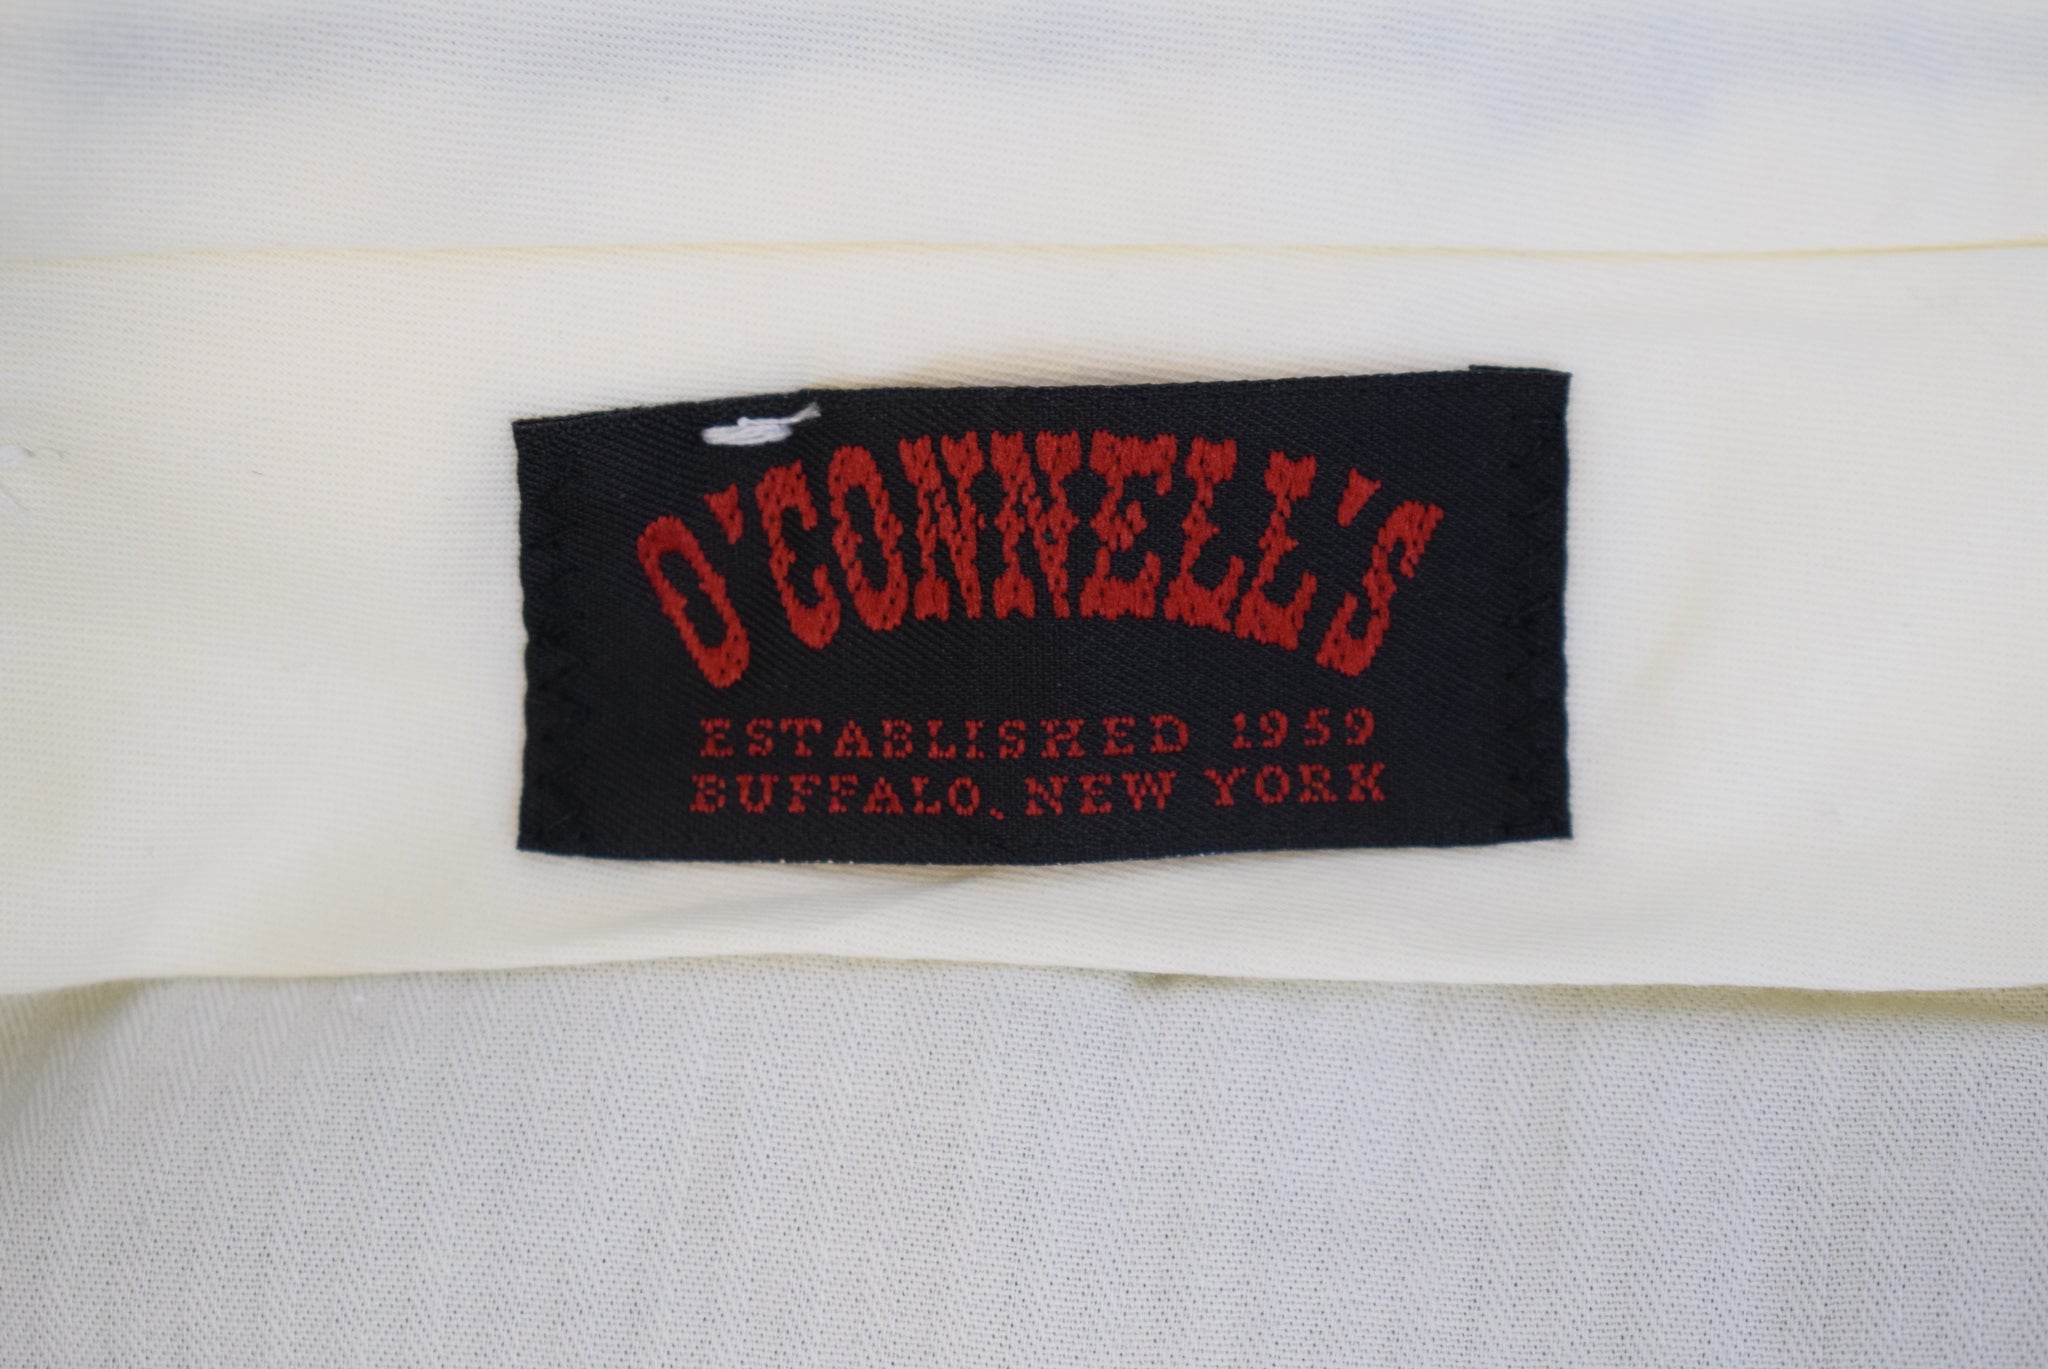 O'CONNELL'S
ESTABLISHED 1959
BUFFALO, NEW YORK